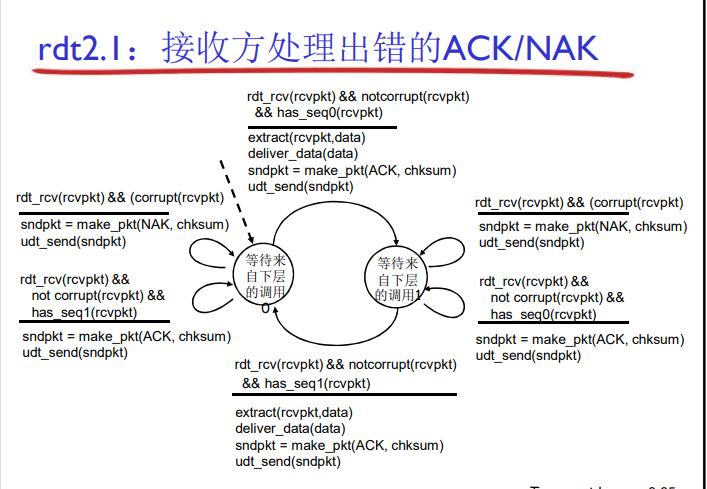 rdt2.1：接收方处理出错的ACK/NAK
rdt_rcv(rcvpkt) && notcorrupt(rcvpkt)
&& has_seq0(rcvpkt)
extract(rcvpkt,data)
deliver_data(data)
sndpkt = make_pkt(ACK, chksum)
udt_send(sndpkt)
rdt_rcv(rcvpkt) && (corrupt(rcvpkt)
sndpkt = make_pkt(NAK, chksum)
udt_send(sndpkt)
rdt_rcv(rcvpkt) &&
not corrupt(rcvpkt) &&
has_seq1(rcvpkt)
sndpkt = make_pkt(ACK, chksum)
udt_send(sndpkt)
等待来
自下层
的调用
0
等待来
自下层
的调用1
rdt_rcv(rcvpkt) && (corrupt(rcvpkt)
sndpkt = make_pkt(NAK, chksum)
udt_send(sndpkt)
rdt_rcv(rcvpkt) &&
not corrupt(rcvpkt) &&
has_seq0(rcvpkt)
sndpkt = make_pkt(ACK, chksum)
udt_send(sndpkt)
rdt_rcv(rcvpkt) && notcorrupt(rcvpkt)
&& has_seq1(rcvpkt)
extract(rcvpkt,data)
deliver_data(data)
sndpkt = make_pkt(ACK, chksum)
udt_send(sndpkt)